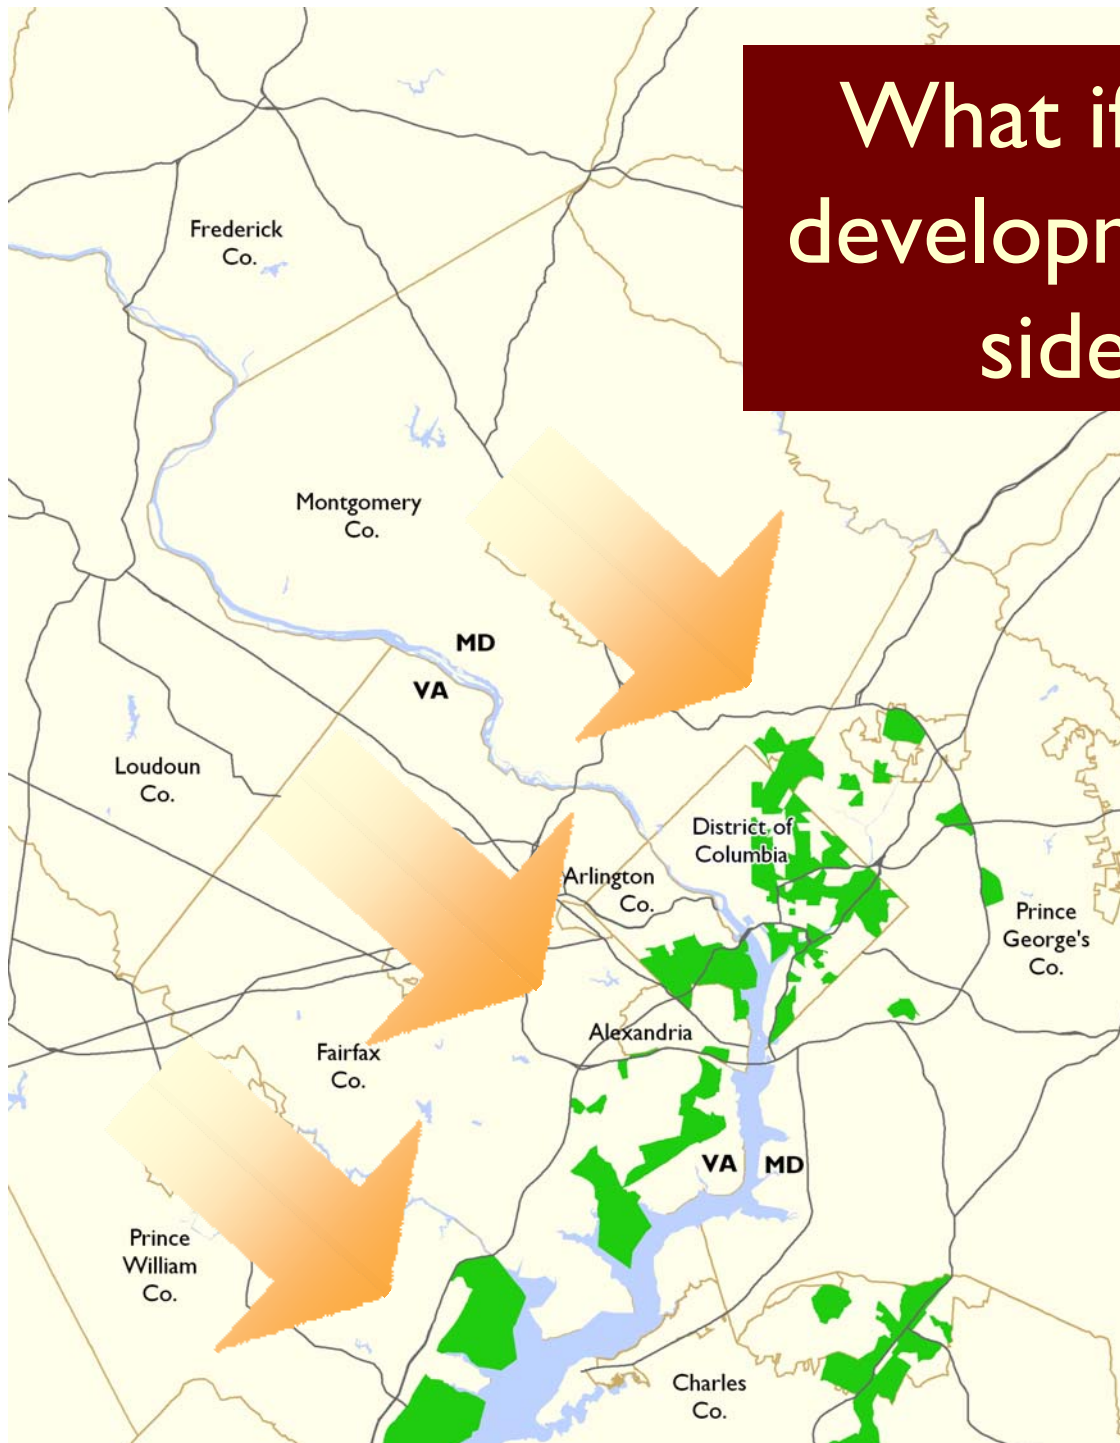 What if
developm
side
Frederick
Co.
Montgomery
Co.
MD
VA
Loudoun
Co.
District of
Columbia
Arlington
Co.
Prince
George's
Co.
Alexandria
Fairfax
Co.
VA
MD
Prince
William
Co.
Charles
Co.